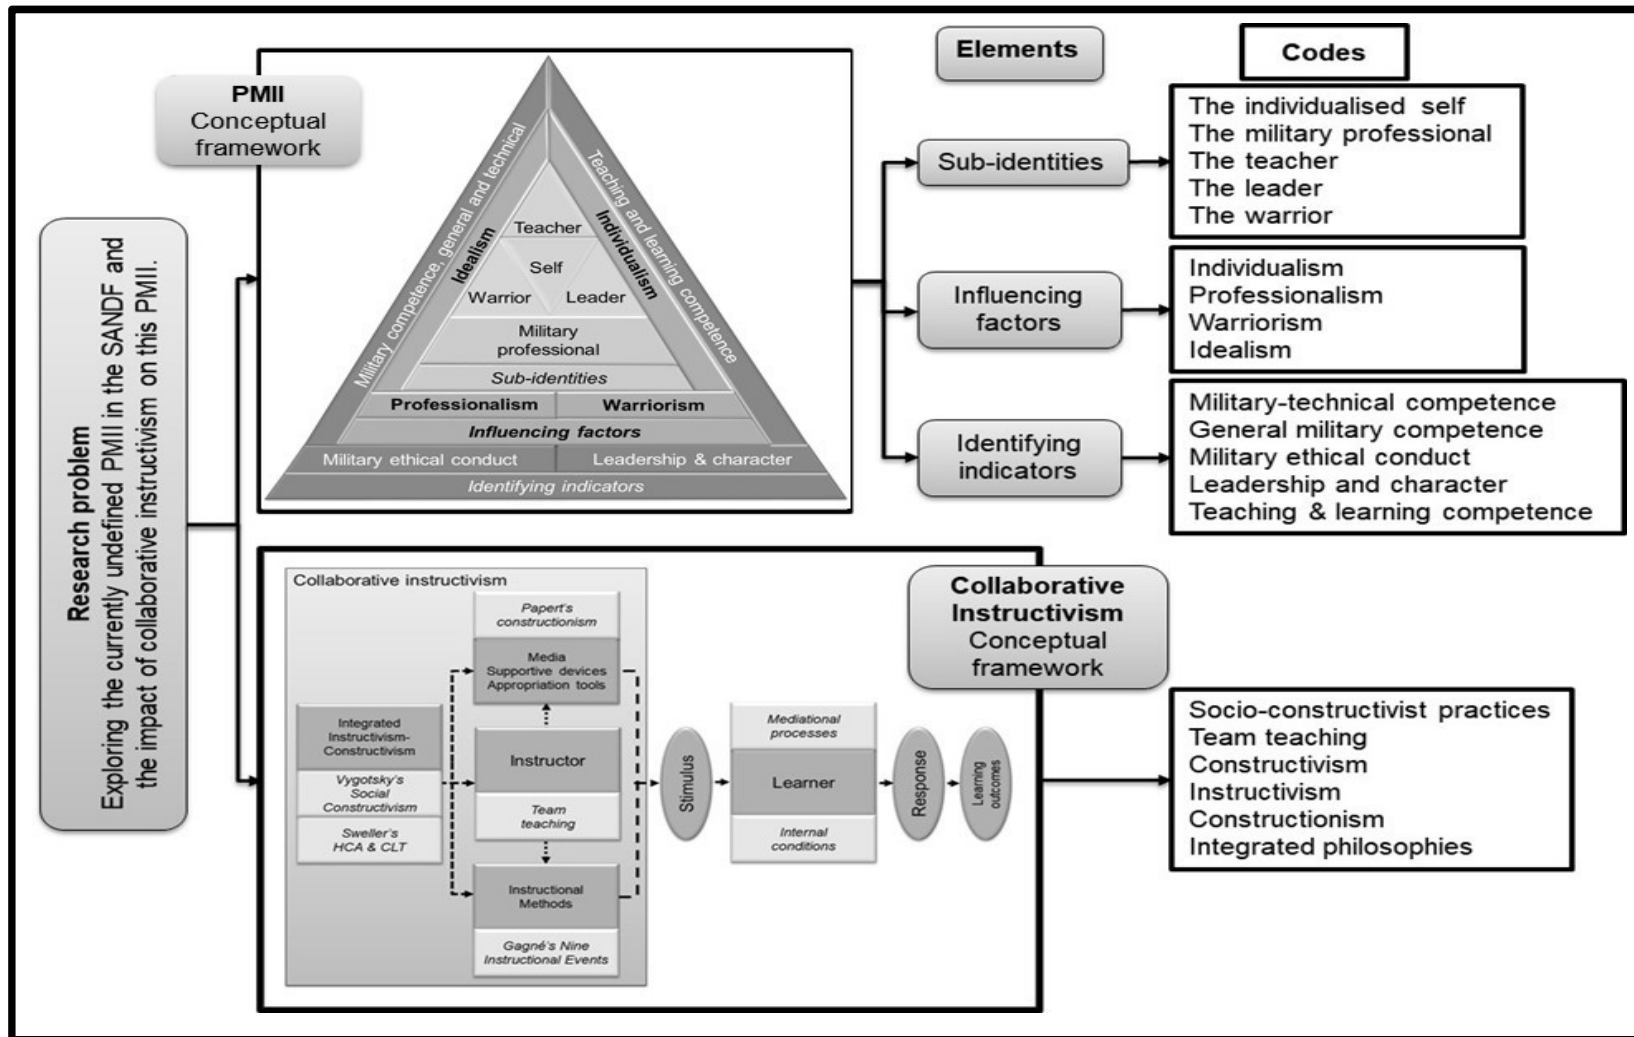 Research problem
Exploring the currently undefined PMII in the SANDF and
the impact of collaborative instructivism on this PMII.
PMII
Conceptual
framework
Military competence, general and technical
Teaching and learning competence
Idealism
Individualism
Teacher
Self
Warrior
Leader
Military
professional
Sub-identities
Professionalism
Warriorism
Influencing factors
Military ethical conduct
Leadership & character
Identifying indicators
Elements
Codes
Sub-identities
The individualised self
The military professional
The teacher
The leader
The warrior
Influencing
factors
Individualism
Professionalism
Warriorism
Idealism
Identifying
indicators
Military-technical competence
General military competence
Military ethical conduct
Leadership and character
Teaching & learning competence
Collaborative instructivism
Papert's
constructionism
Media
Supportive devices
Appropriation tools
Integrated
Instructivism-
Constructivism
Vygotsky's
Social
Constructivism
Sweller's
HCA & CLT
Instructor
Team
teaching
Instructional
Methods
Gagné's Nine
Instructional Events
Stimulus
Mediational
processes
Learner
Internal
conditions
Response
Learning
outcomes
Collaborative
Instructivism
Conceptual
framework
Socio-constructivist practices
Team teaching
Constructivism
Instructivism
Constructionism
Integrated philosophies